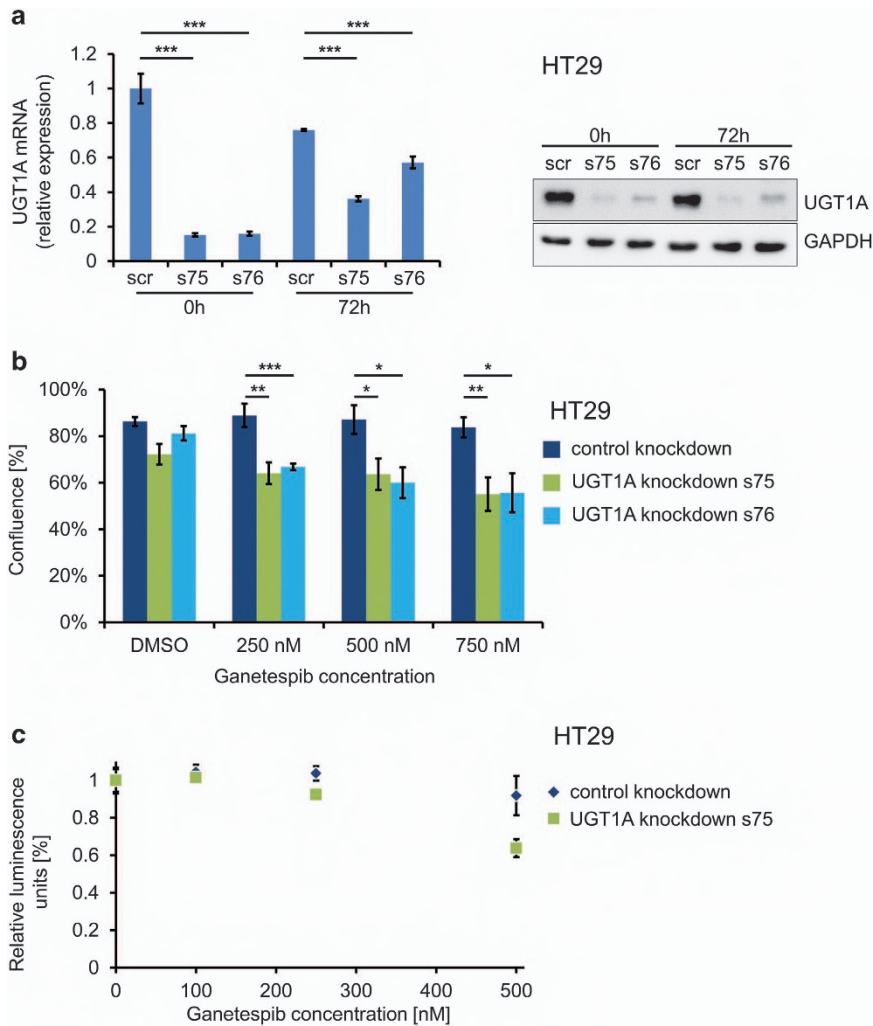 a
***
***
***
***
1.2
1
0.8
0.6
0.4
0.2
0
UGT1A mRNA
(relative expression)
scr s75 s76 scr s75 s76
0h 72h
HT29
0h 72h
scr s75 s76 scr s75 s76
UGT1A
GAPDH
b
100%
80%
60%
40%
20%
0%
Confluence [%]
*** * *
** * **
DMSO 250 nM 500 nM 750 nM
Ganetespib concentration
HT29
control knockdown
UGT1A knockdown s75
UGT1A knockdown s76
c
1
0.8
0.6
0.4
0.2
0
Relative luminescence
units [%]
0 100 200 300 400 500
Ganetespib concentration [nM]
HT29
control knockdown
UGT1A knockdown s75